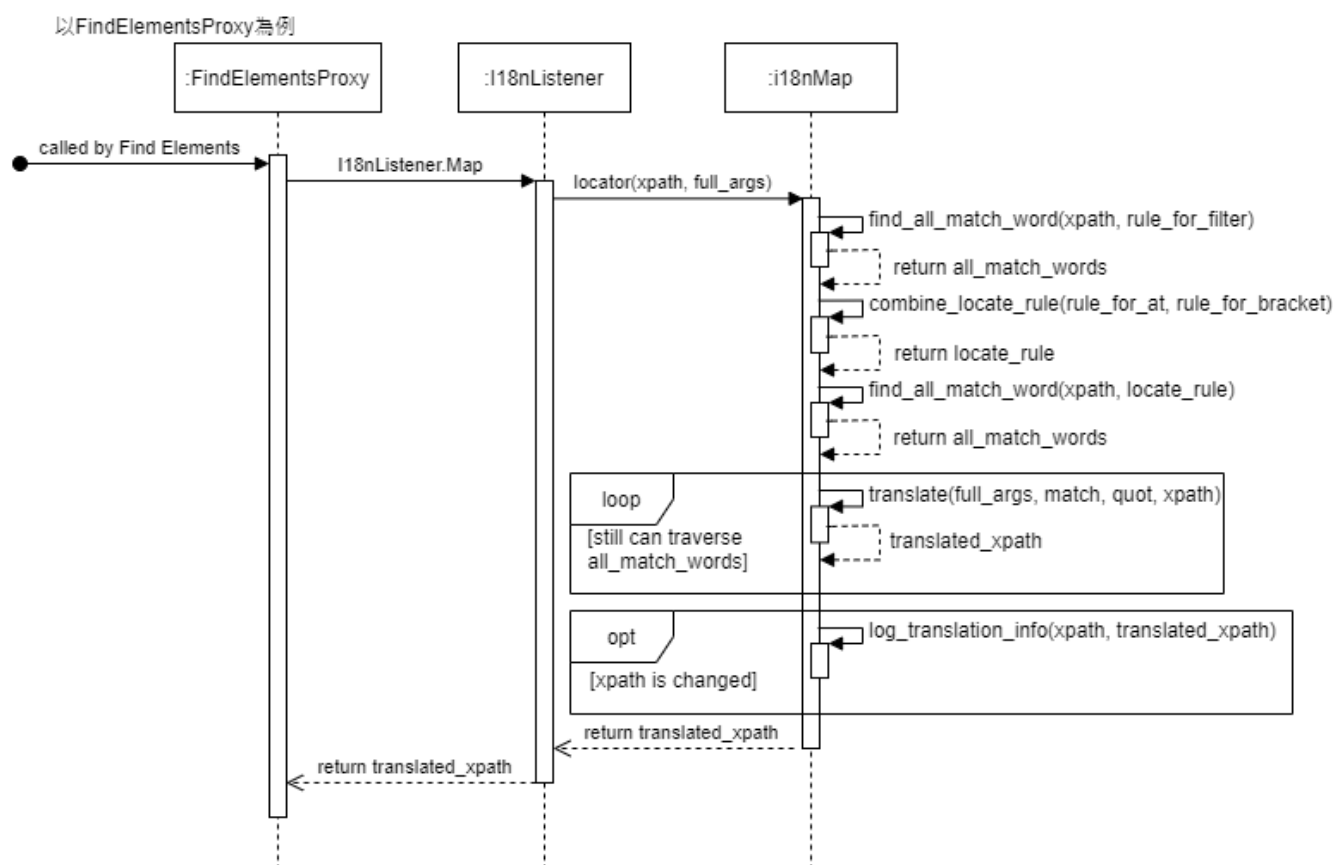 以FindElementsProxy為例
:FindElementsProxy
:I18nListener
:i18nMap
called by Find Elements
I18nListener.Map
locator(xpath, full_args)
find_all_match_word(xpath, rule_for_filter)
return all_match_words
combine_locate_rule(rule_for_at, rule_for_bracket)
return locate_rule
find_all_match_word(xpath, locate_rule)
return all_match_words
loop
translate(full_args, match, quot, xpath)
[still can traverse
all_match_words]
translated_xpath
opt
log_translation_info(xpath, translated_xpath)
[xpath is changed]
return translated_xpath
return translated_xpath